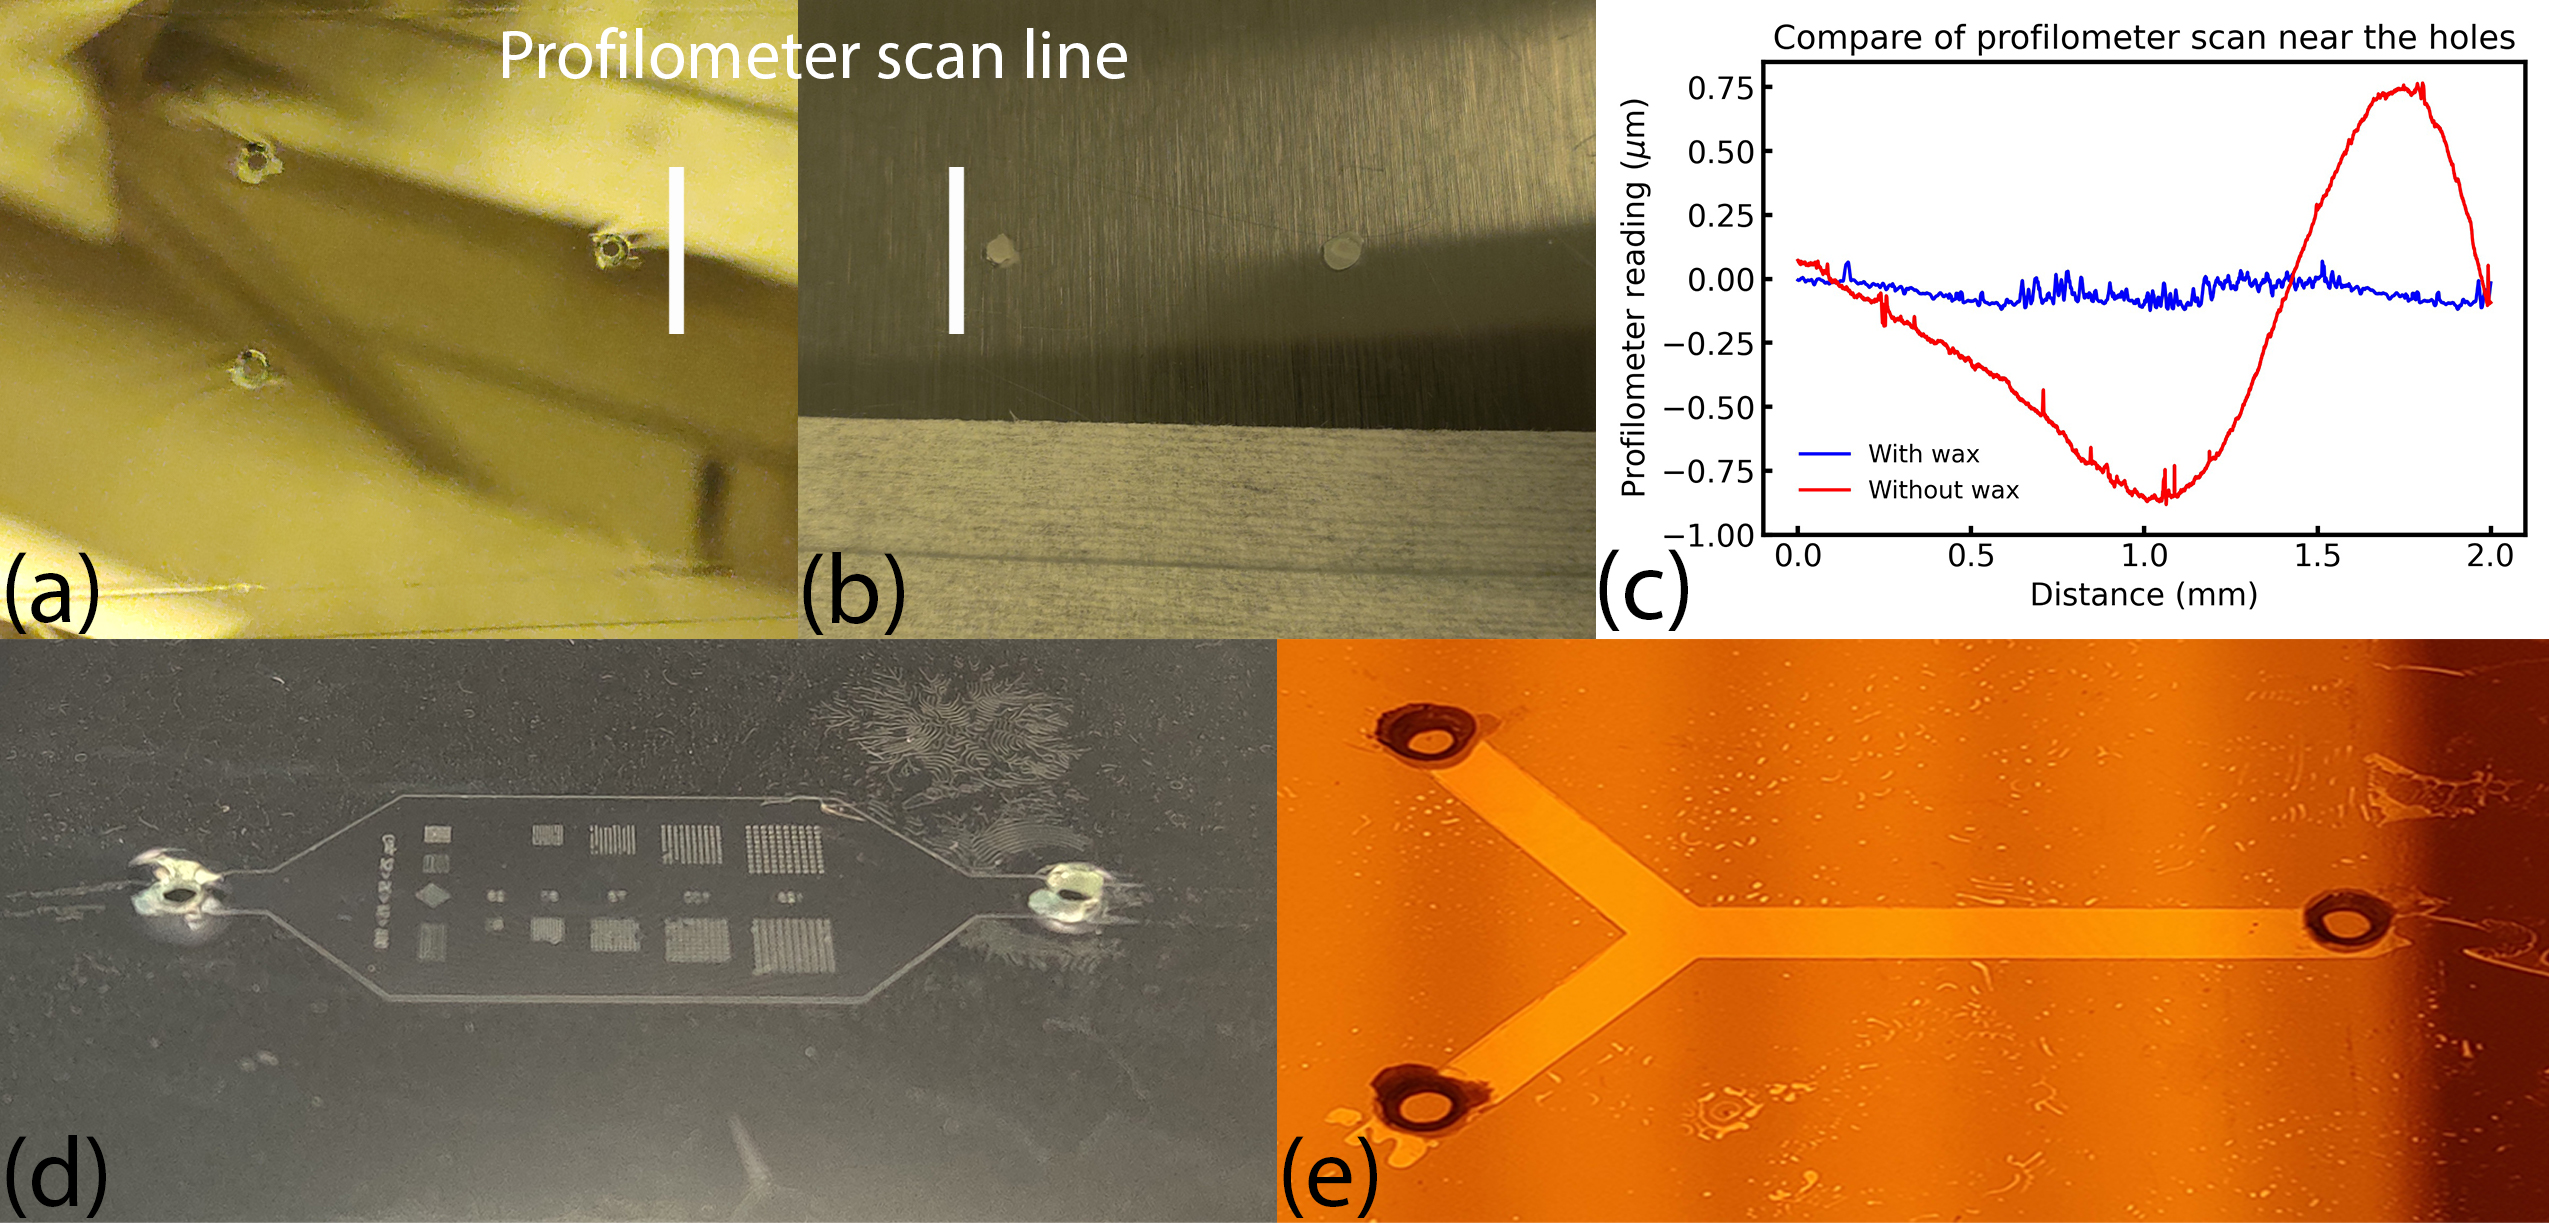 Profilometer scan line
(a)
(b)
Compare of profilometer scan near the holes
Profilometer reading (μm)
0.75
0.50
0.25
0.00
−0.25
−0.50
−0.75
−1.00
With wax
Without wax
0.0 0.5 1.0 1.5 2.0
Distance (mm)
(c)
(d)
(e)